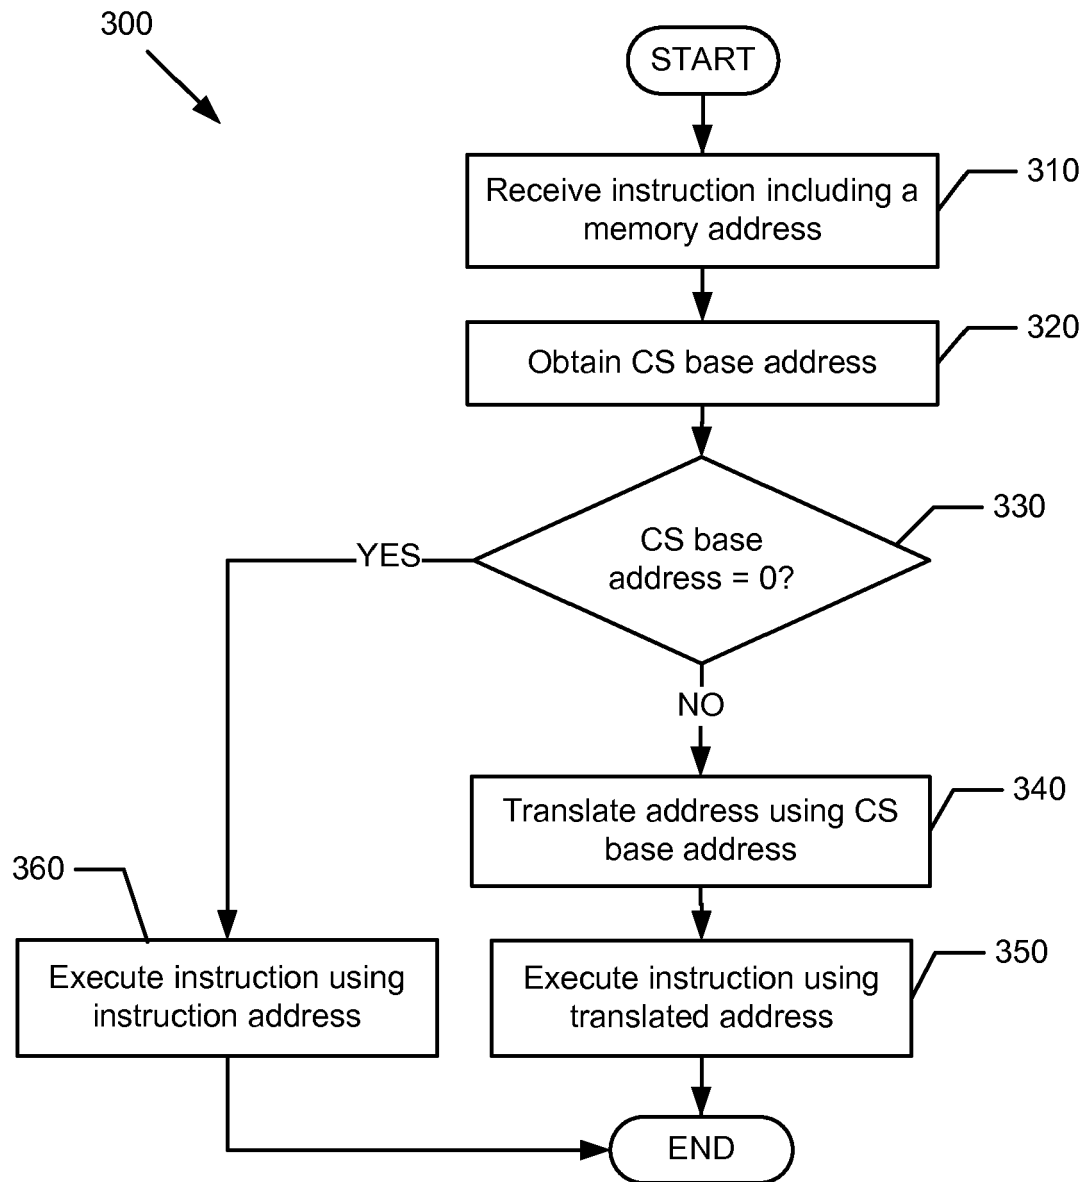 300
START
310
Receive instruction including a
memory address
320
Obtain CS base address
330
CS base
address = 0?
YES
NO
340
Translate address using CS
base address
360
350
Execute instruction using
instruction address
Execute instruction using
translated address
END